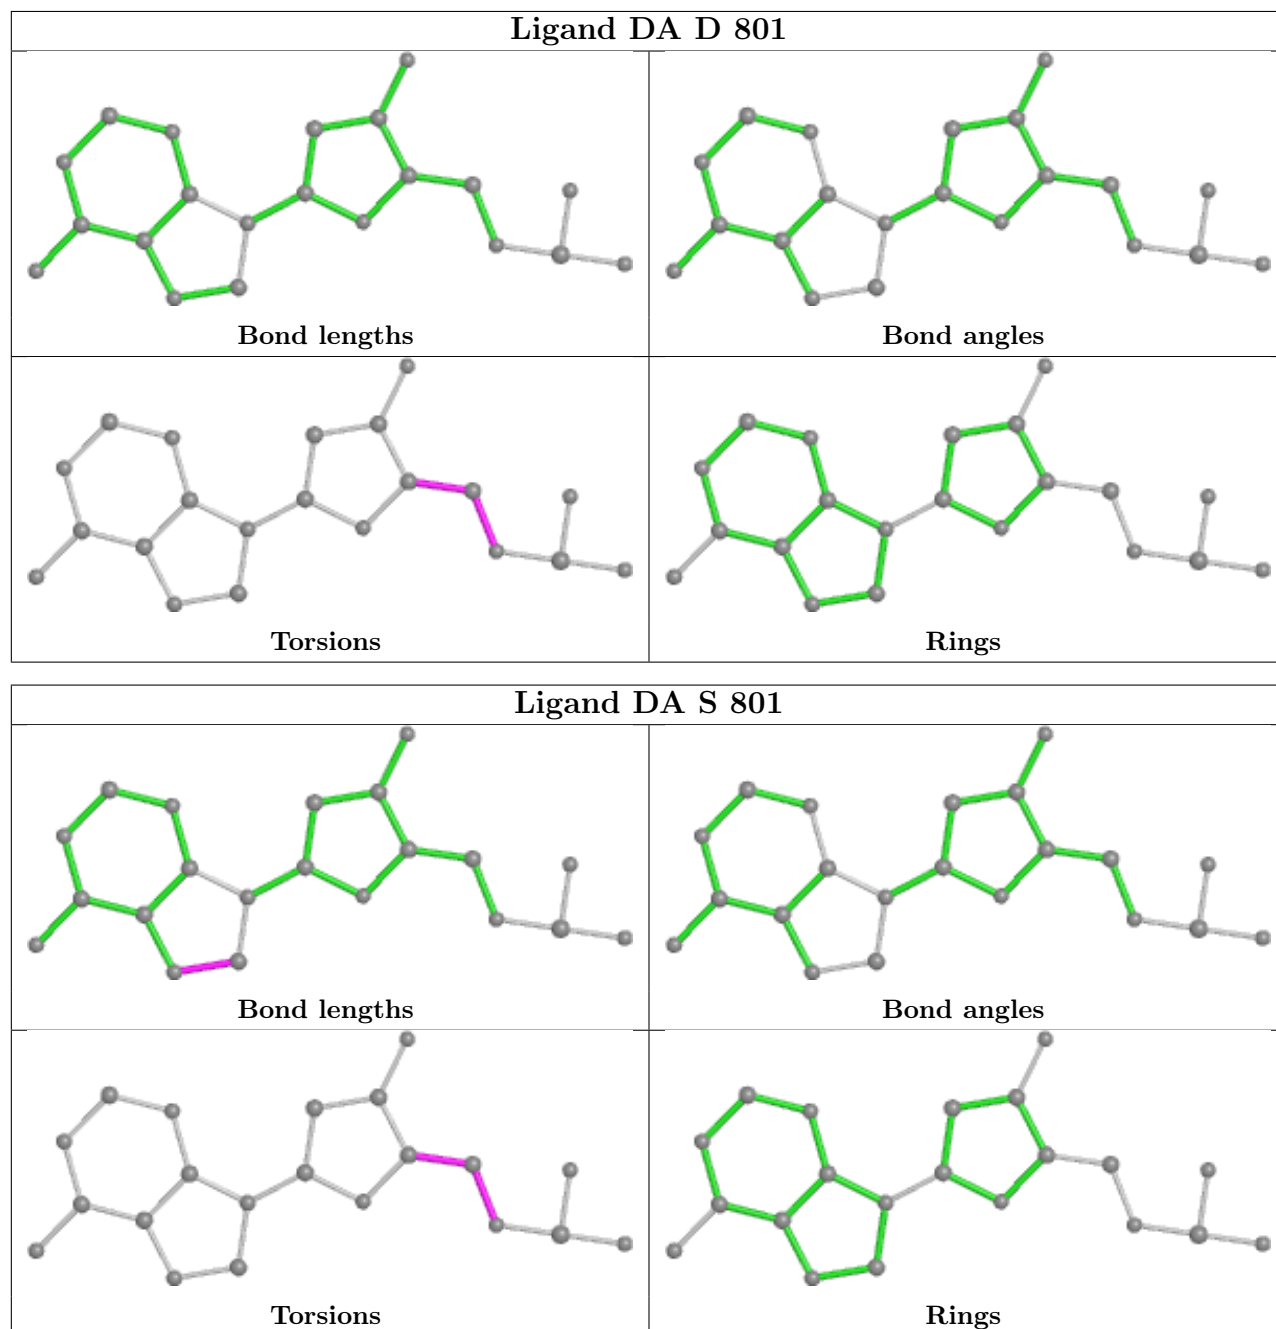 Ligand DA D 801
Bond lengths
Bond angles
Torsions
Rings
Ligand DA S 801
Bond lengths
Bond angles
Torsions
Rings